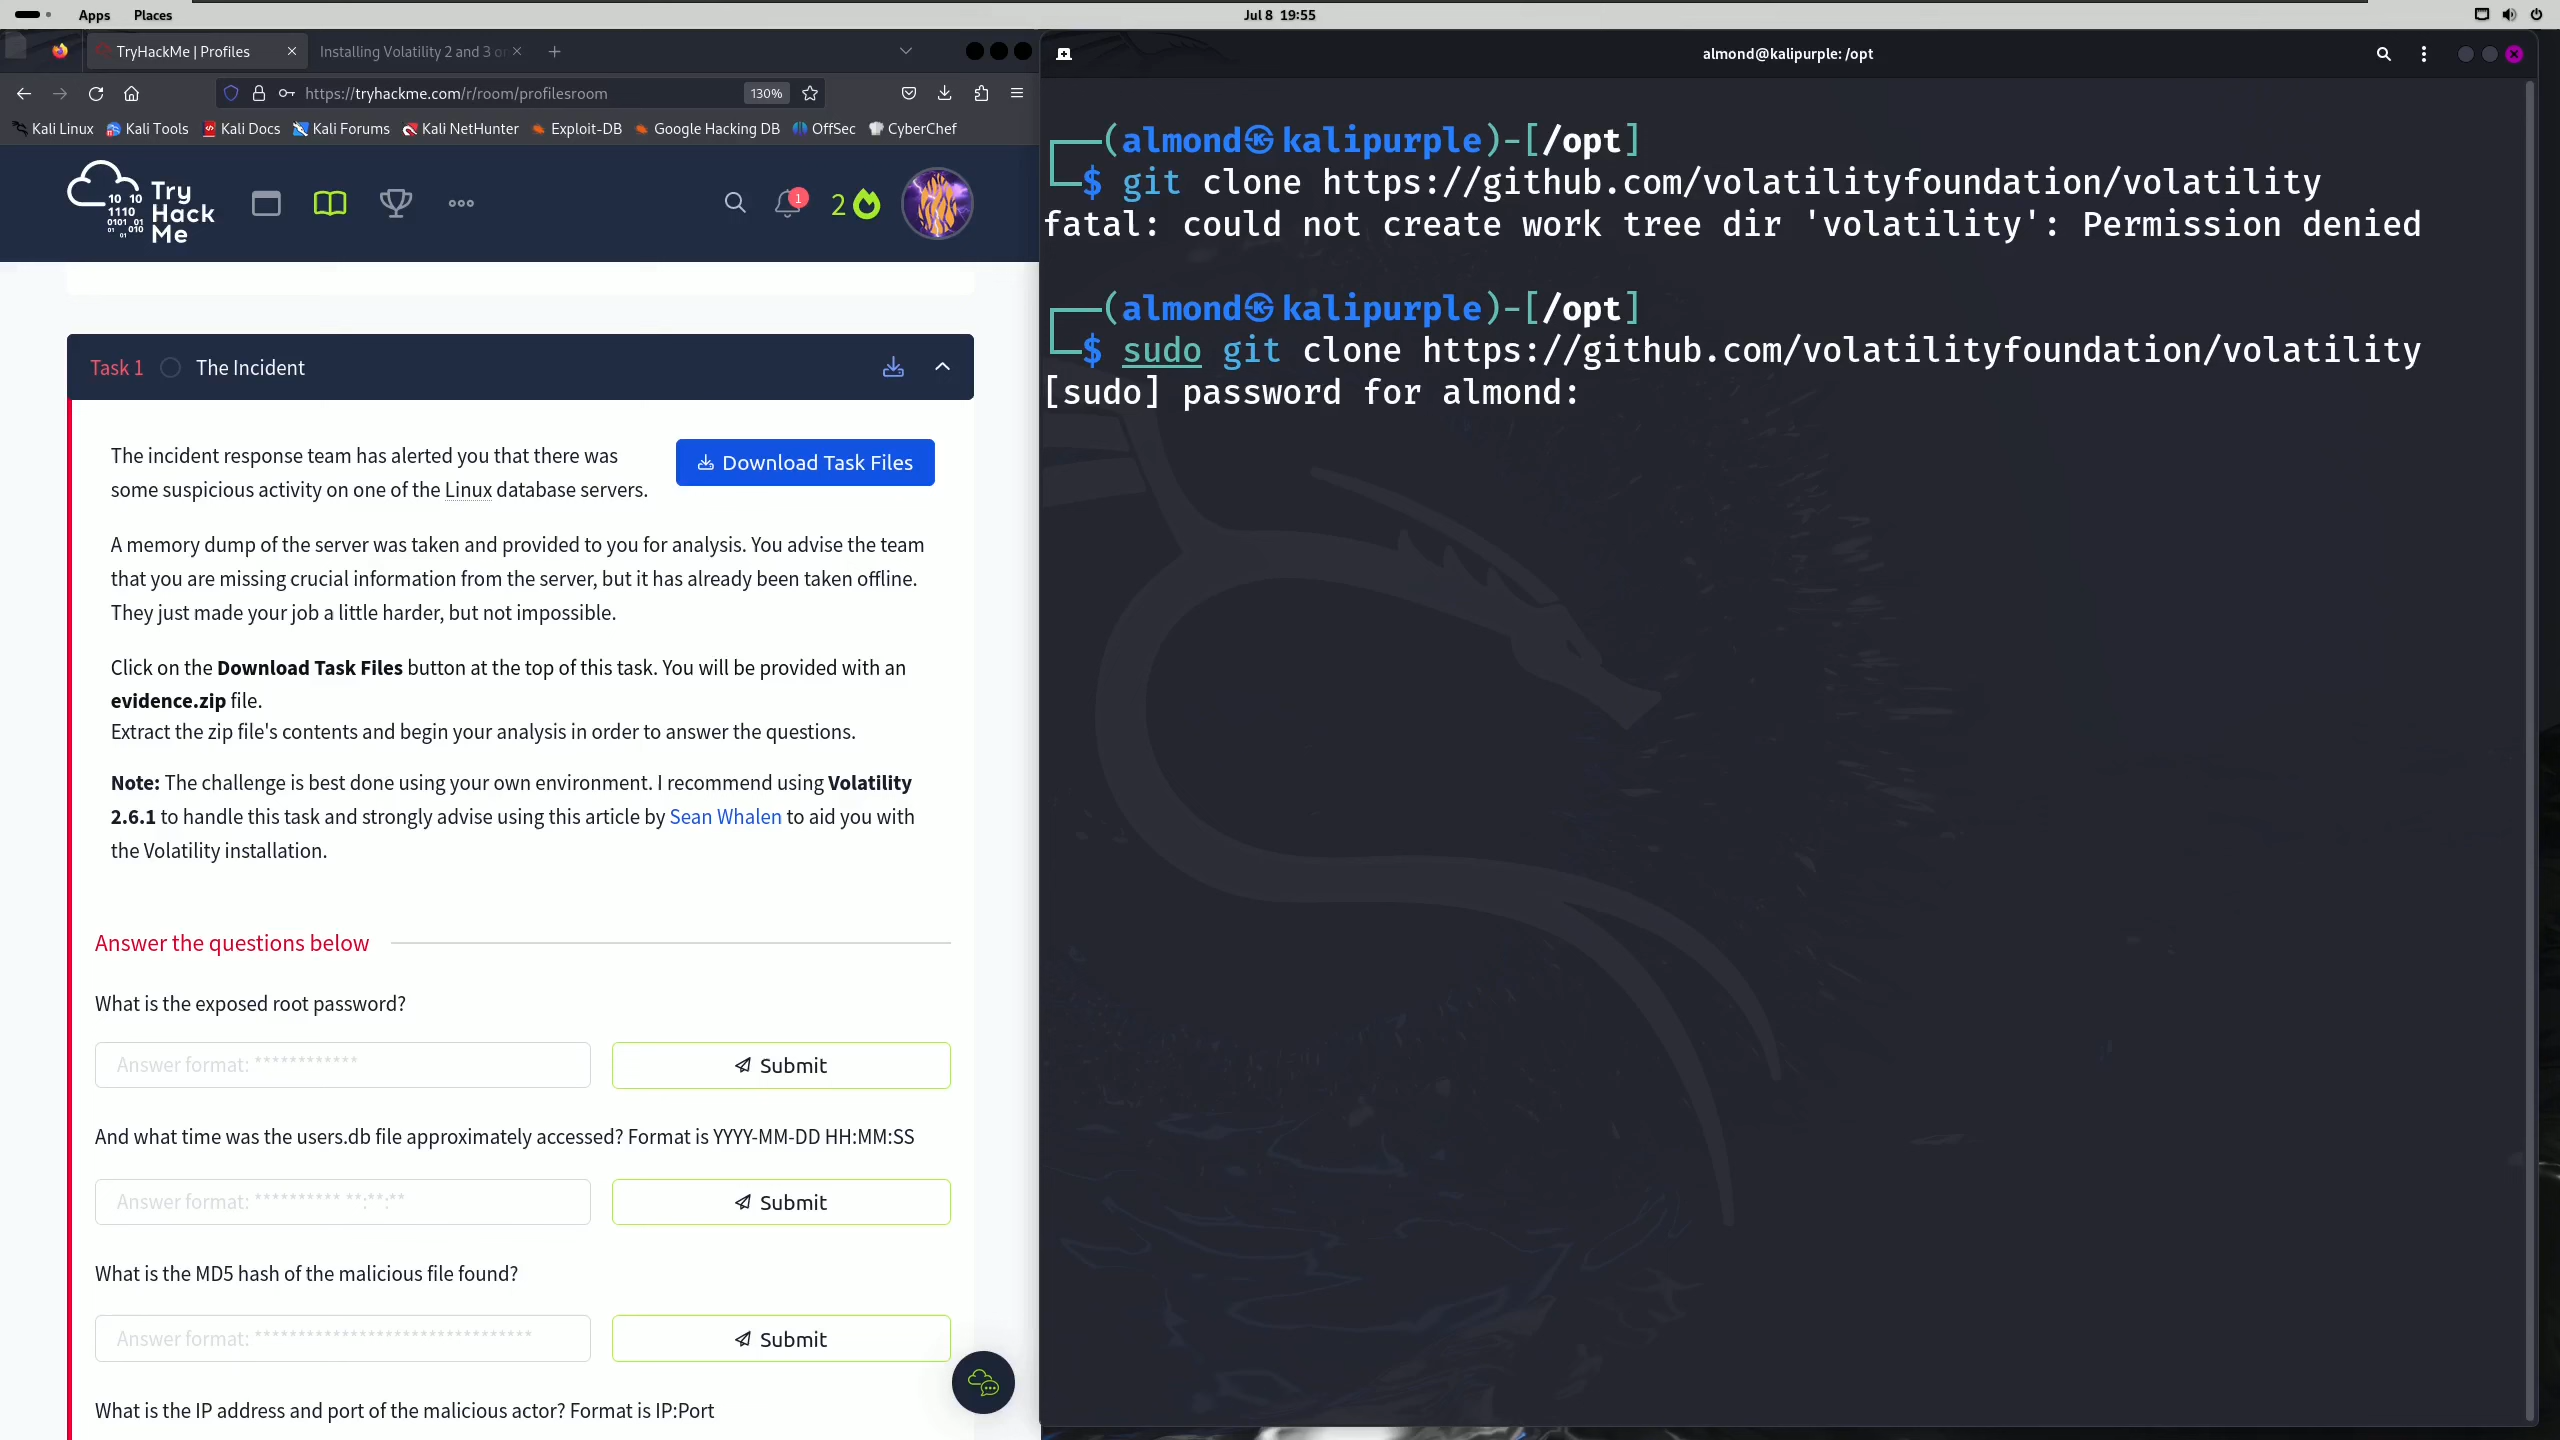 Apps Places
Jul 8 19:55
TryHackMe | Profiles
Installing Volatility 2 and 3 o
https://tryhackme.com/r/room/profilesroom
130%
Kali Linux Kali Tools Kali Docs Kali Forums Kali NetHunter Exploit-DB Google Hacking DB OffSec CyberChef
10 10
1110
0101 01
01 010
01
Try
Hack
Me
1
2
Task 1 The Incident
The incident response team has alerted you that there was
some suspicious activity on one of the Linux database servers.
Download Task Files
A memory dump of the server was taken and provided to you for analysis. You advise the team
that you are missing crucial information from the server, but it has already been taken offline.
They just made your job a little harder, but not impossible.
Click on the Download Task Files button at the top of this task. You will be provided with an
evidence.zip file.
Extract the zip file's contents and begin your analysis in order to answer the questions.
Note: The challenge is best done using your own environment. I recommend using Volatility
2.6.1 to handle this task and strongly advise using this article by Sean Whalen to aid you with
the Volatility installation.
Answer the questions below
What is the exposed root password?
Answer format: ************
Submit
And what time was the users.db file approximately accessed? Format is YYYY-MM-DD HH:MM:SS
Answer format: ********** **:**:**
Submit
What is the MD5 hash of the malicious file found?
Answer format: ********************************
Submit
What is the IP address and port of the malicious actor? Format is IP:Port
almond@kalipurple: /opt
┌──(almond㉿kalipurple)-[/opt]
└─$ git clone https://github.com/volatilityfoundation/volatility
fatal: could not create work tree dir 'volatility': Permission denied
┌──(almond㉿kalipurple)-[/opt]
└─$ sudo git clone https://github.com/volatilityfoundation/volatility
[sudo] password for almond: